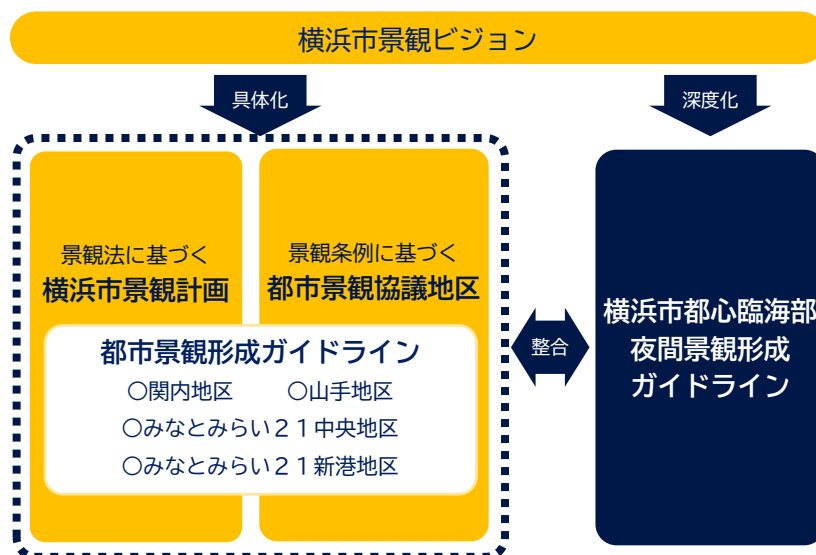 横浜市景観ビジョン
具体化
深度化
景観法に基づく
横浜市景観計画
景観条例に基づく
都市景観協議地区
都市景観形成ガイドライン
○関内地区　○山手地区
○みなとみらい２１中央地区
○みなとみらい２１新港地区
整合
横浜市都心臨海部
夜間景観形成
ガイドライン